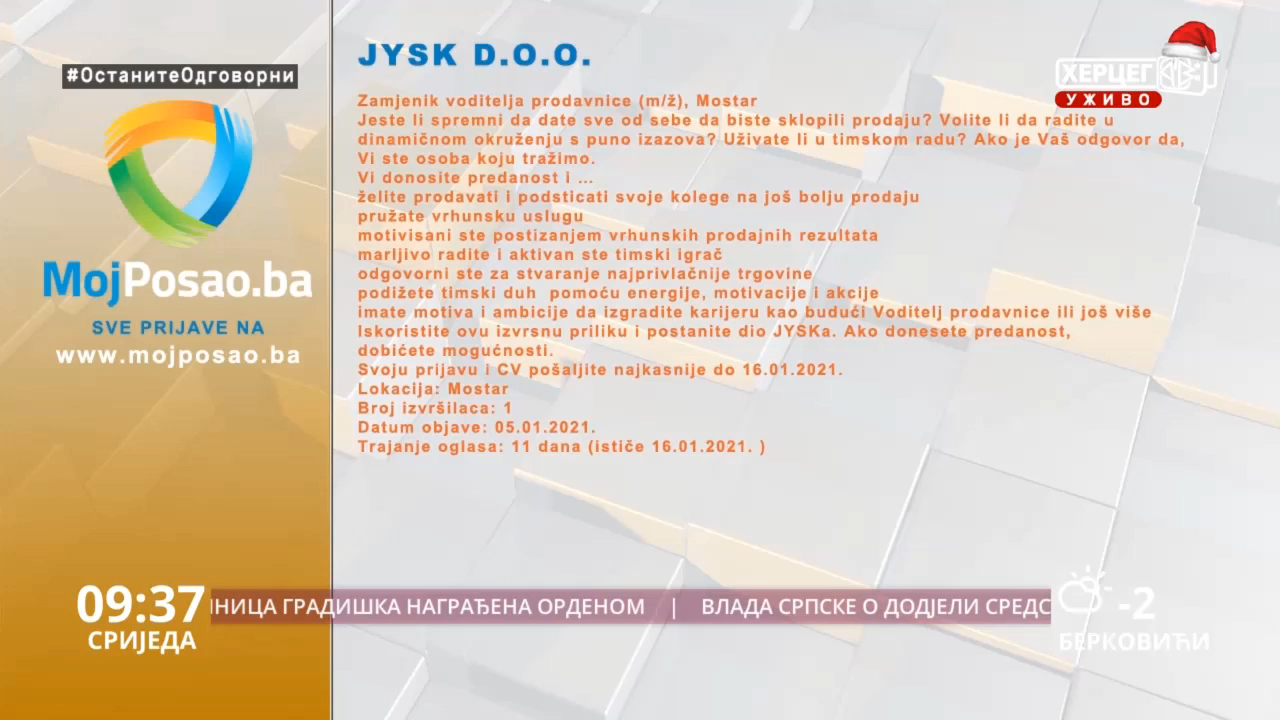 #ОстанитеОдговорни
MojPosao.ba
SVE PRIJAVE NA
www.mojposao.ba
JYSK D.O.O.
Zamjenik voditelja prodavnice (m/ž), Mostar
Jeste li spremni da date sve od sebe da biste sklopili prodaju? Volite li da radite u
dinamičnom okruženju s puno izazova? Uživate li u timskom radu? Ako je Vaš odgovor da,
Vi ste osoba koju tražimo.
Vi donosite predanost i ...
želite prodavati i podsticati svoje kolege na još bolju prodaju
pružate vrhunsku uslugu
motivisani ste postizanjem vrhunskih prodajnih rezultata
marljivo radite i aktivan ste timski igrač
odgovorni ste za stvaranje najprivlačnije trgovine
podižete timski duh  pomoću energije, motivacije i akcije
imate motiva i ambicije da izgradite karijeru kao budući Voditelj prodavnice ili još više
Iskoristite ovu izvrsnu priliku i postanite dio JYSKa. Ako donesete predanost,
dobićete mogućnosti.
Svoju prijavu i CV pošaljite najkasnije do 16.01.2021.
Lokacija: Mostar
Broj izvršilaca: 1
Datum objave: 05.01.2021.
Trajanje oglasa: 11 dana (ističe 16.01.2021. )
ХЕРЦЕГ
УЖИВО
09:37
СРИЈЕДА
НИЦА ГРАДИШКА НАГРАЂЕНА ОРДЕНОМ | ВЛАДА СРПСКЕ О ДОДЈЕЛИ СРЕДС
-2
БЕРКОВИЋИ